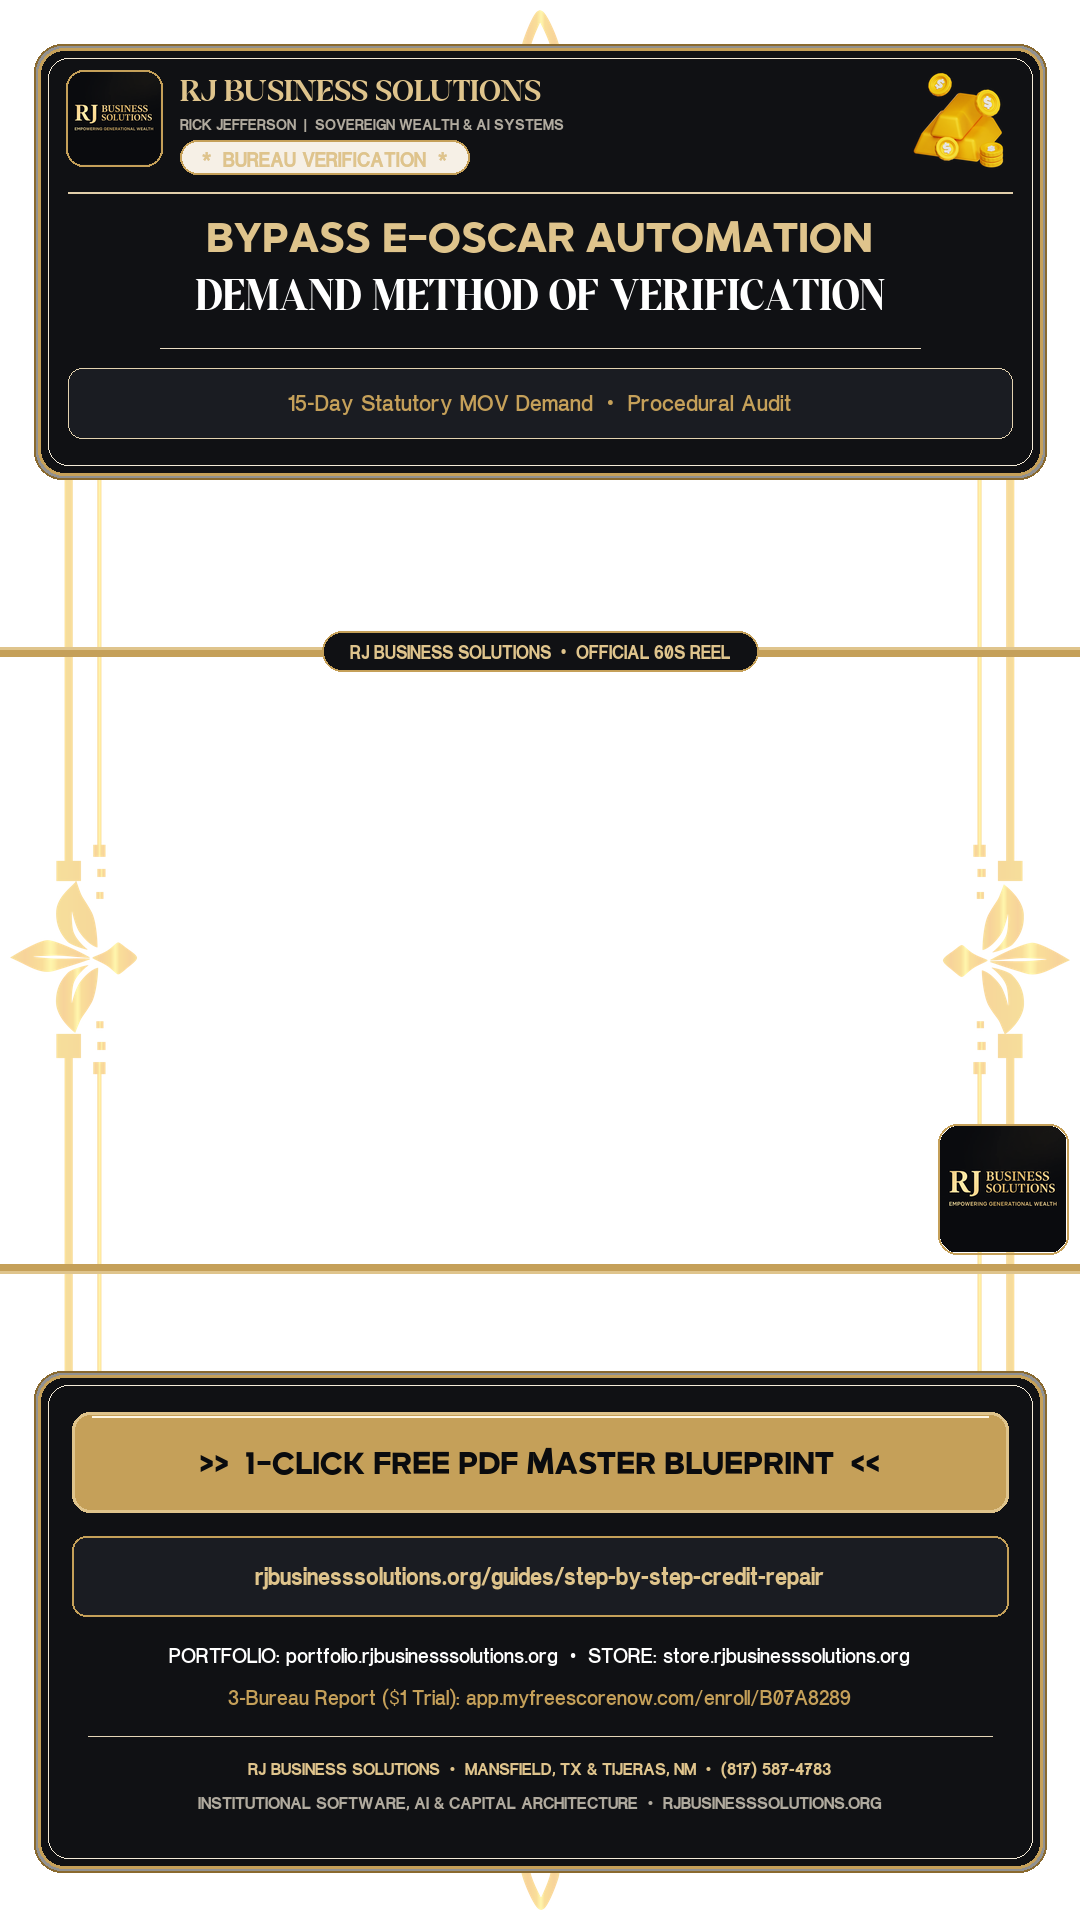 RJ BUSINESS SOLUTIONS
EMPOWERING GENERATIONAL WEALTH
RJ BUSINESS SOLUTIONS
RICK JEFFERSON | SOVEREIGN WEALTH & AI SYSTEMS
* BUREAU VERIFICATION *
BYPASS E-OSCAR AUTOMATION
DEMAND METHOD OF VERIFICATION
15-Day Statutory MOV Demand • Procedural Audit
RJ BUSINESS SOLUTIONS • OFFICIAL 60S REEL
RJ BUSINESS SOLUTIONS
EMPOWERING GENERATIONAL WEALTH
>> 1-CLICK FREE PDF MASTER BLUEPRINT <<
rjbusinesssolutions.org/guides/step-by-step-credit-repair
PORTFOLIO: portfolio.rjbusinesssolutions.org • STORE: store.rjbusinesssolutions.org
3-Bureau Report ($1 Trial): app.myfreescorenow.com/enroll/B07A8289
RJ BUSINESS SOLUTIONS • MANSFIELD, TX & TIJERAS, NM • (817) 587-4783
INSTITUTIONAL SOFTWARE, AI & CAPITAL ARCHITECTURE • RJBUSINESSSOLUTIONS.ORG